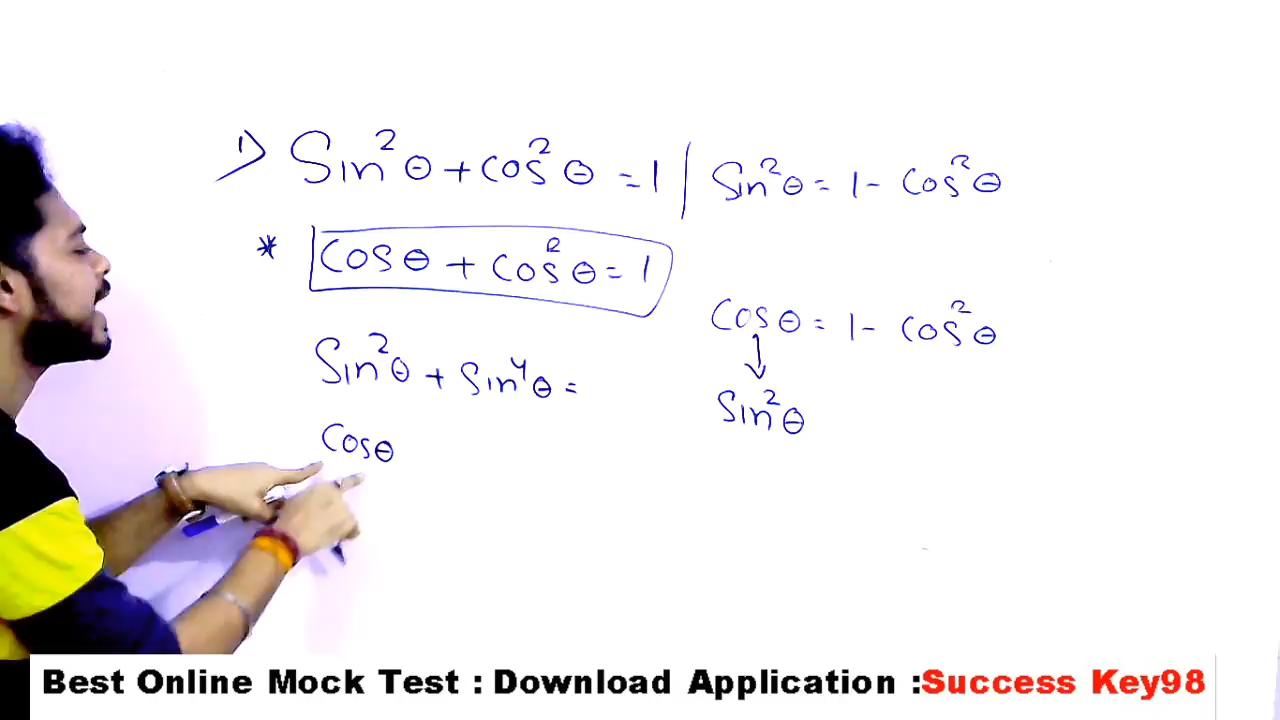 1) Sin²θ + cos²θ = 1 | Sin²θ = 1 - cos²θ
* cosθ + cos²θ = 1
cosθ = 1 - cos²θ
Sin²θ + Sin⁴θ =
↓
Sin²θ
cosθ
Best Online Mock Test : Download Application :Success Key98